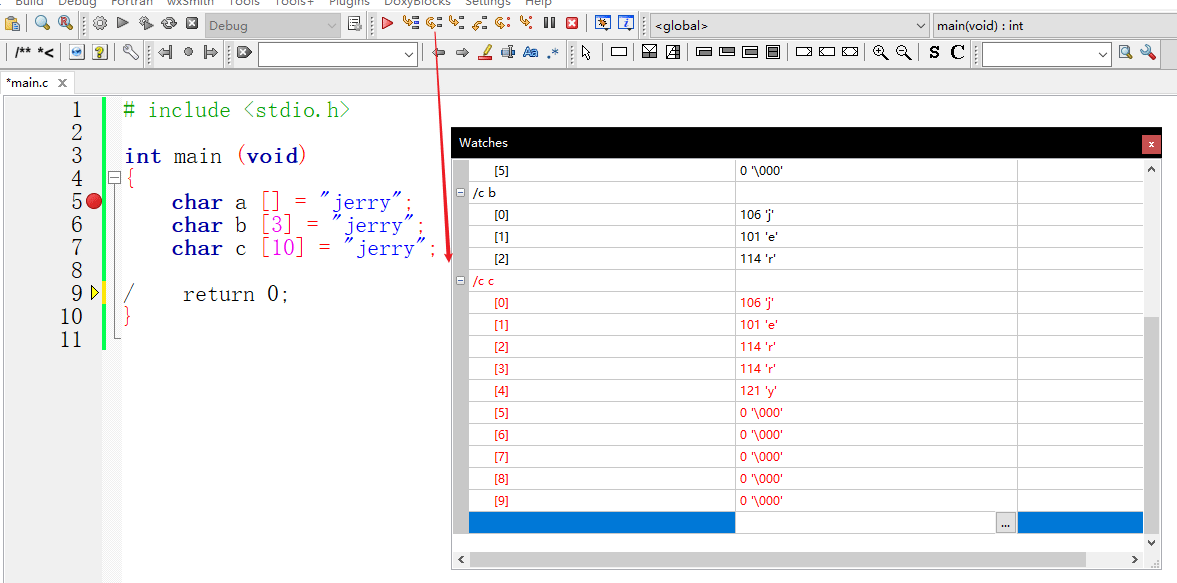 Build Debug Fortran wxSmith Tools Tools+ Plugins DoxyBlocks Settings Help
Debug <global> main(void) : int
/** *< Aa .* S C
*main.c
1 # include <stdio.h>
2
3 int main (void)
4 {
5 char a [] = "jerry";
6 char b [3] = "jerry";
7 char c [10] = "jerry";
8
9 / return 0;
10 }
11
Watches x
[5] 0 '\000'
/c b
[0] 106 'j'
[1] 101 'e'
[2] 114 'r'
/c c
[0] 106 'j'
[1] 101 'e'
[2] 114 'r'
[3] 114 'r'
[4] 121 'y'
[5] 0 '\000'
[6] 0 '\000'
[7] 0 '\000'
[8] 0 '\000'
[9] 0 '\000'
...